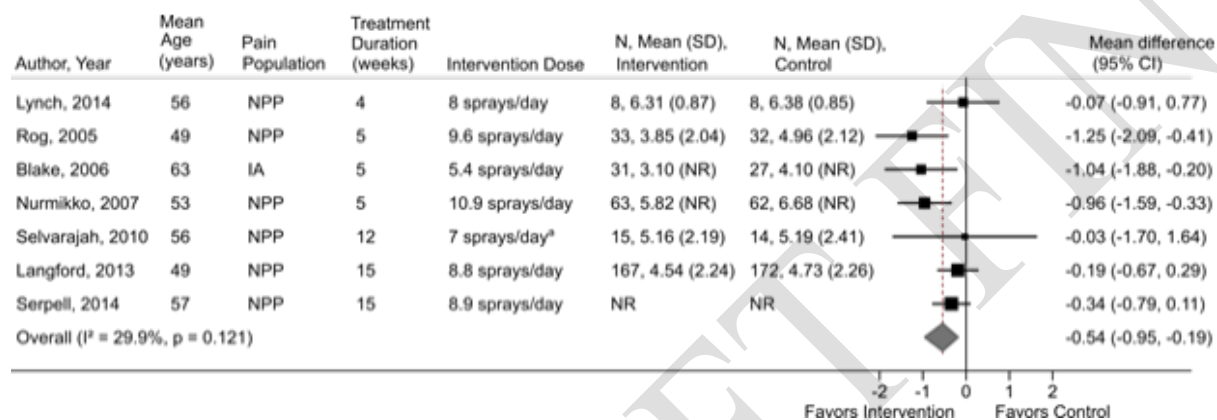 Author, Year Mean Age (years) Pain Population Treatment Duration (weeks) Intervention Dose N, Mean (SD), Intervention N, Mean (SD), Control Mean difference (95% CI)
Lynch, 2014 56 NPP 4 8 sprays/day 8, 6.31 (0.87) 8, 6.38 (0.85) -0.07 (-0.91, 0.77)
Rog, 2005 49 NPP 5 9.6 sprays/day 33, 3.85 (2.04) 32, 4.96 (2.12) -1.25 (-2.09, -0.41)
Blake, 2006 63 IA 5 5.4 sprays/day 31, 3.10 (NR) 27, 4.10 (NR) -1.04 (-1.88, -0.20)
Nurmikko, 2007 53 NPP 5 10.9 sprays/day 63, 5.82 (NR) 62, 6.68 (NR) -0.96 (-1.59, -0.33)
Selvarajah, 2010 56 NPP 12 7 sprays/dayª 15, 5.16 (2.19) 14, 5.19 (2.41) -0.03 (-1.70, 1.64)
Langford, 2013 49 NPP 15 8.8 sprays/day 167, 4.54 (2.24) 172, 4.73 (2.26) -0.19 (-0.67, 0.29)
Serpell, 2014 57 NPP 15 8.9 sprays/day NR NR -0.34 (-0.79, 0.11)
Overall (I² = 29.9%, p = 0.121) -0.54 (-0.95, -0.19)
-2 -1 0 1 2
Favors Intervention Favors Control